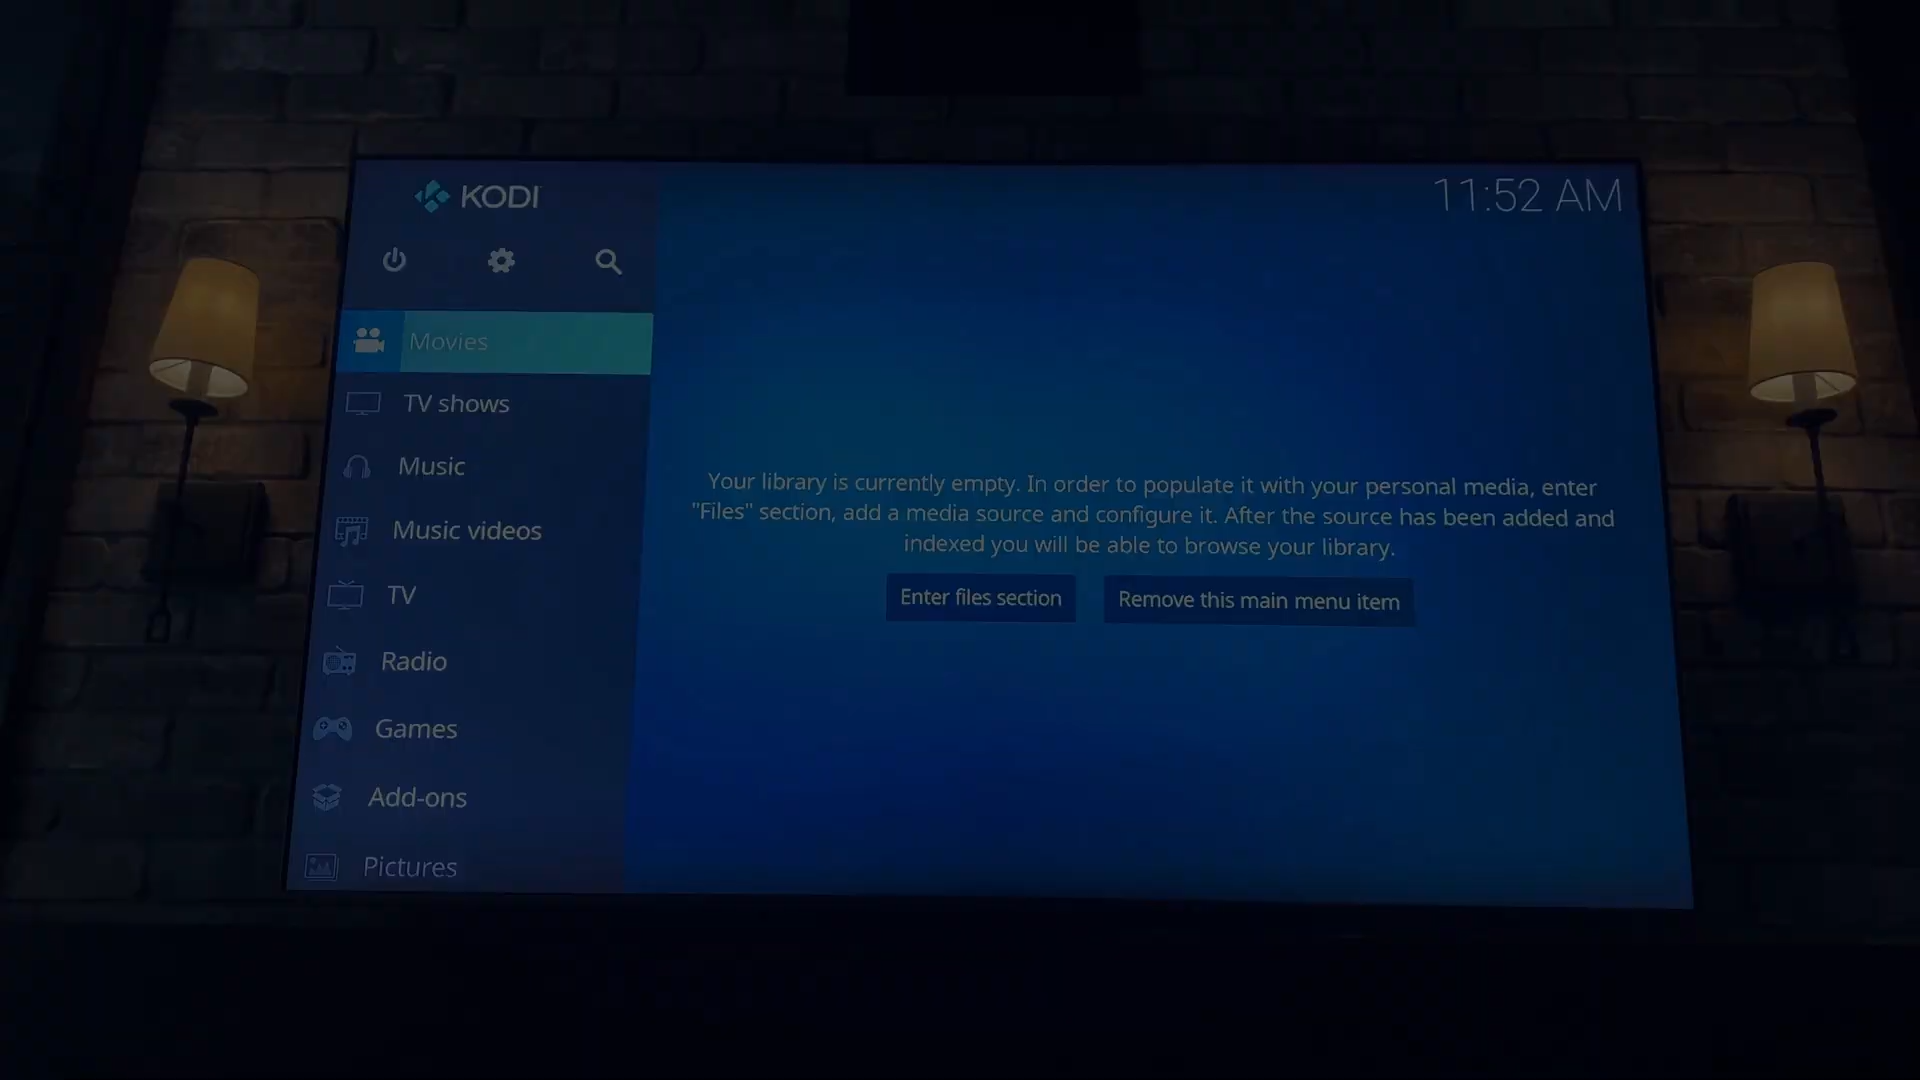 KODI
11:52 AM
Movies
TV shows
Music
Music videos
TV
Radio
Games
Add-ons
Pictures
Your library is currently empty. In order to populate it with your personal media, enter
"Files" section, add a media source and configure it. After the source has been added and
indexed you will be able to browse your library.
Enter files section
Remove this main menu item